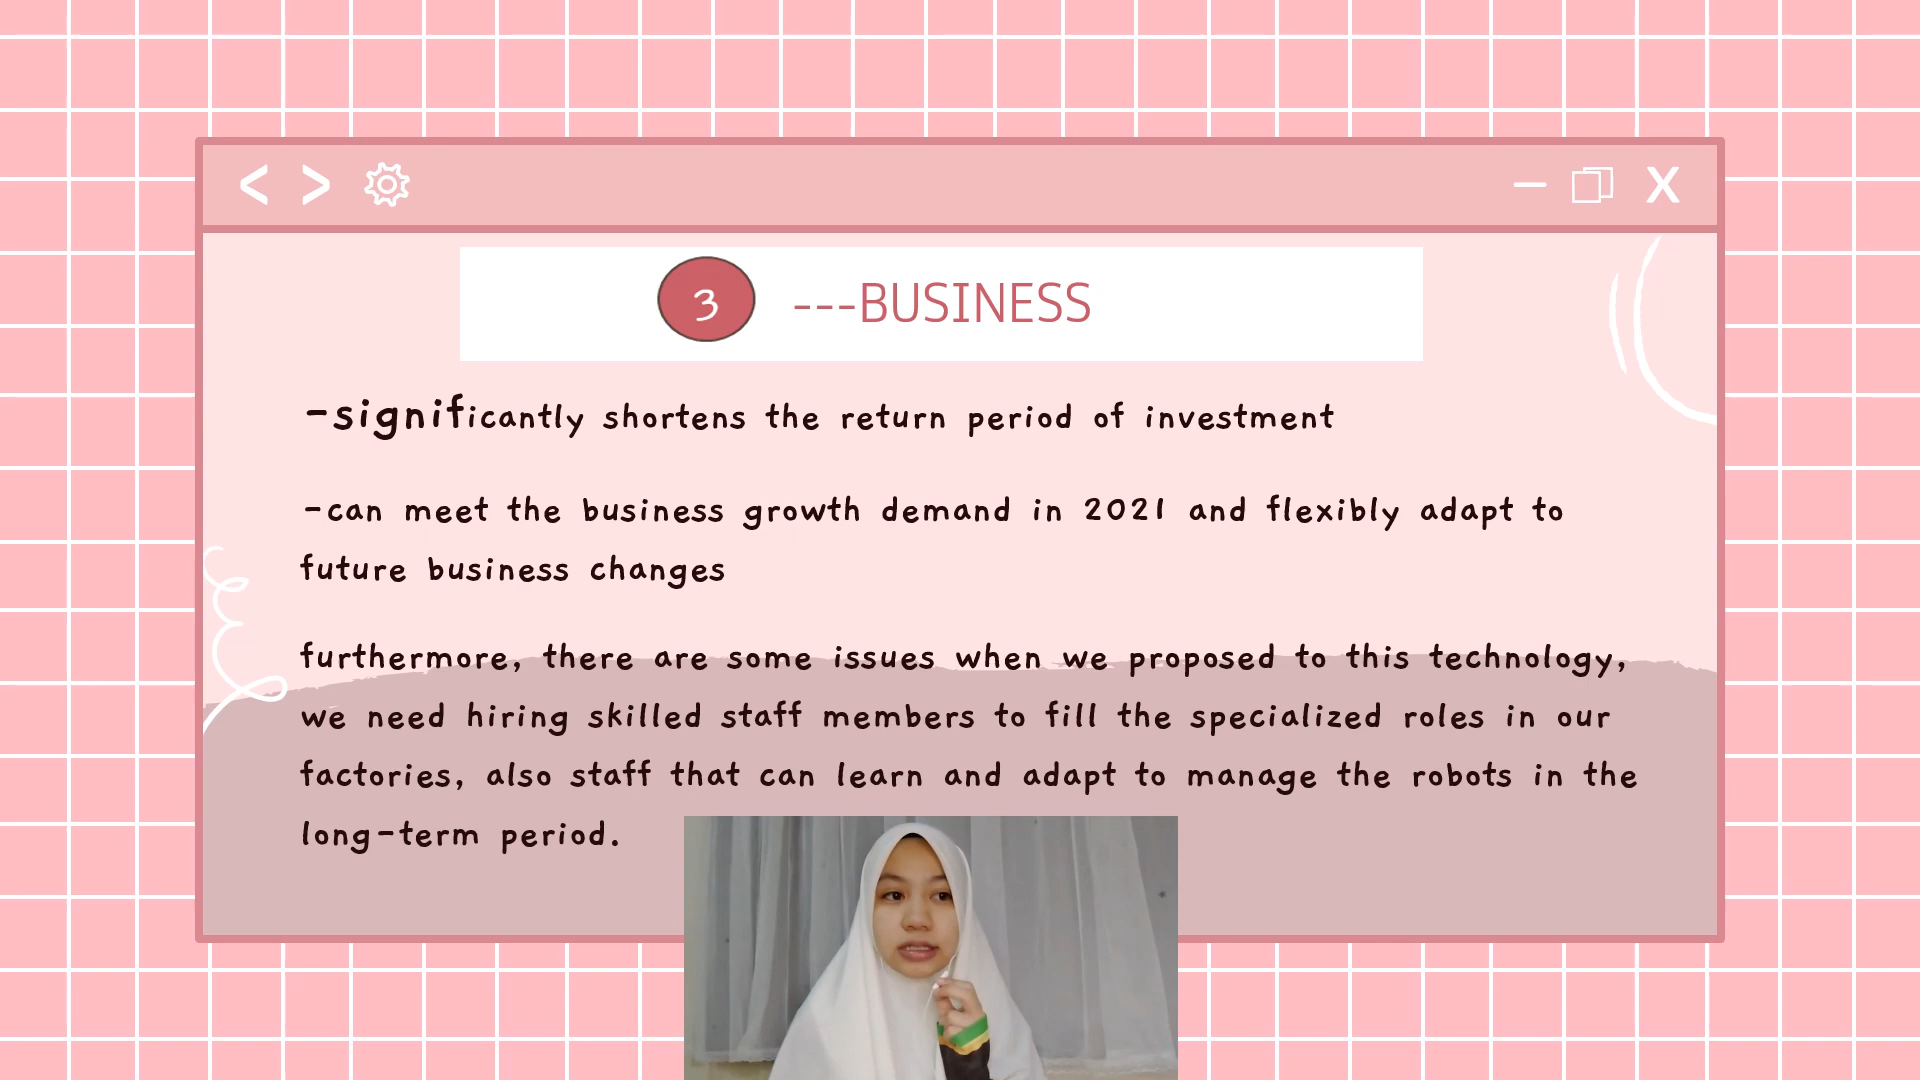 < > X
3 ---BUSINESS
-significantly shortens the return period of investment
-can meet the business growth demand in 2021 and flexibly adapt to
future business changes
furthermore, there are some issues when we proposed to this technology,
we need hiring skilled staff members to fill the specialized roles in our
factories, also staff that can learn and adapt to manage the robots in the
long-term period.